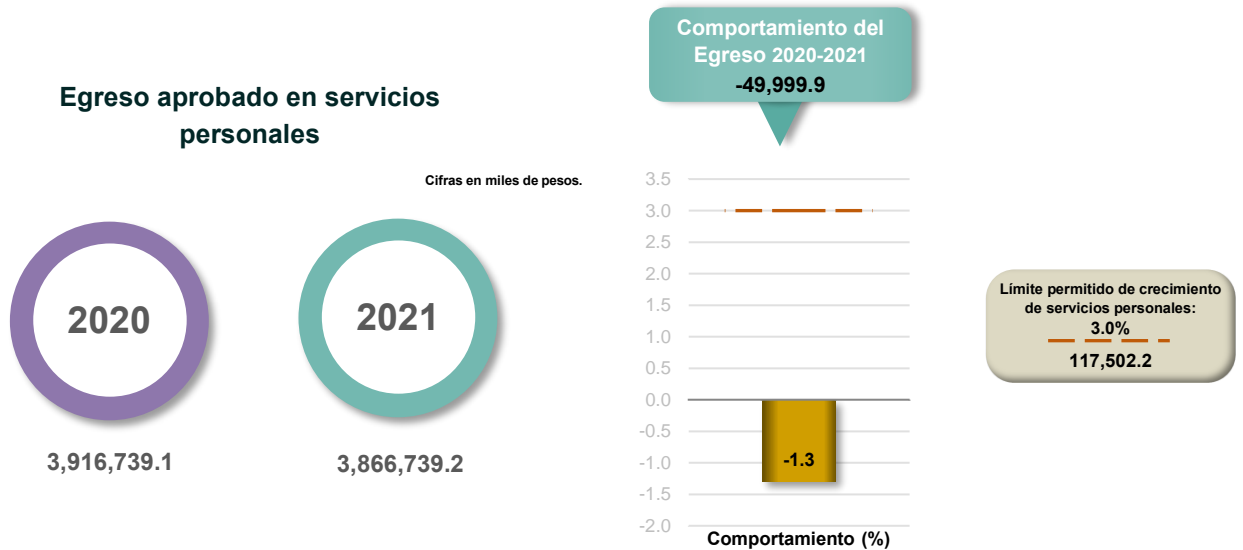 Egreso aprobado en servicios
personales
Cifras en miles de pesos.
2020
2021
3,916,739.1
3,866,739.2
Comportamiento del
Egreso 2020-2021
-49,999.9
3.5
3.0
2.5
2.0
1.5
1.0
0.5
0.0
-0.5
-1.0
-1.5
-2.0
-1.3
Comportamiento (%)
Límite permitido de crecimiento
de servicios personales:
3.0%
117,502.2